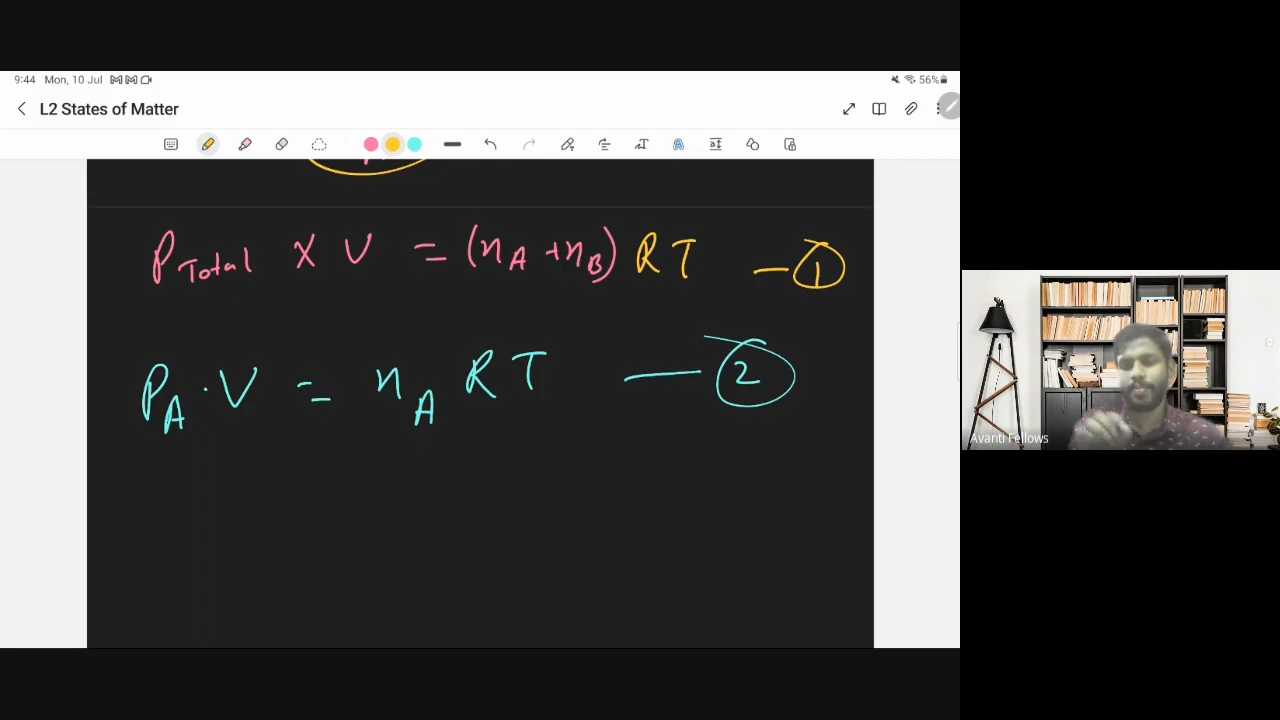 9:44 Mon, 10 Jul 56%
L2 States of Matter
P_Total X V = (n_A + n_B) RT — ①
P_A · V = n_A RT — ②
Avanti Fellows